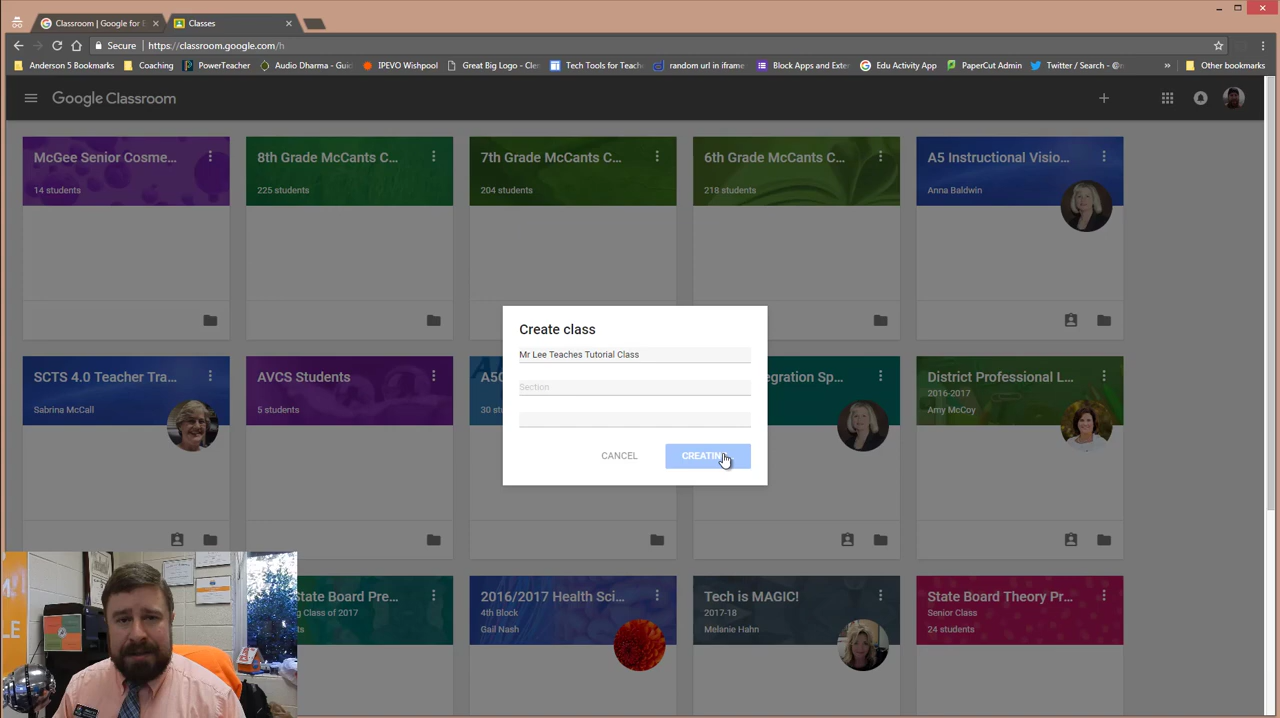 Classroom | Google for E
Classes
Secure
https://classroom.google.com/h
Anderson 5 Bookmarks
Coaching
PowerTeacher
Audio Dharma - Gui
IPEVO Wishpool
Great Big Logo - Cle
Tech Tools for Teach
random url in iframe
Block Apps and Exte
Edu Activity App
PaperCut Admin
Twitter / Search -
»
Other bookmarks
Google Classroom
McGee Senior Cosme...
14 students
8th Grade McCants C...
225 students
7th Grade McCants C...
204 students
6th Grade McCants C...
218 students
A5 Instructional Visio...
Anna Baldwin
Create class
Mr Lee Teaches Tutorial Class
Section
CANCEL
CREATIN
SCTS 4.0 Teacher Tra...
Sabrina McCall
AVCS Students
5 students
A50
30 st
egration Sp...
District Professional L...
2016-2017
Amy McCoy
State Board Pre...
g Class of 2017
ts
2016/2017 Health Sci...
4th Block
Gail Nash
Tech is MAGIC!
2017-18
Melanie Hahn
State Board Theory Pr...
Senior Class
24 students